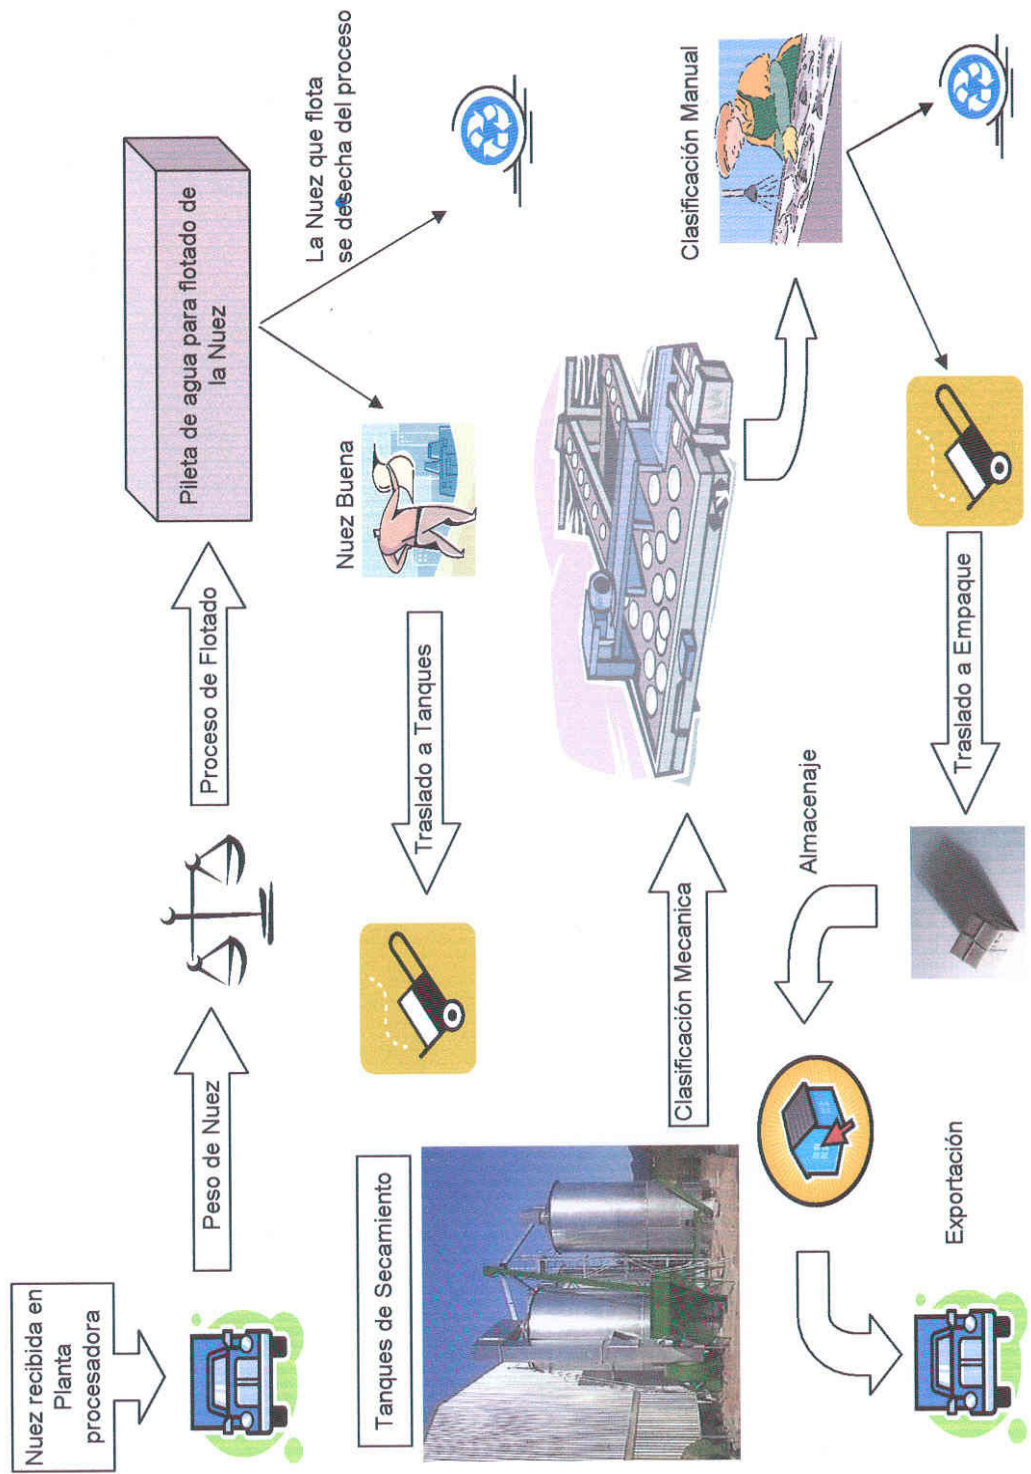 Nuez recibida en
Planta
procesadora
Peso de Nuez
Proceso de Flotado
Pileta de agua para flotado de
la Nuez
La Nuez que flota
se desecha del proceso
Nuez Buena
Traslado a Tanques
Tanques de Secamiento
Clasificación Mecanica
Clasificación Manual
Traslado a Empaque
Almacenaje
Exportación